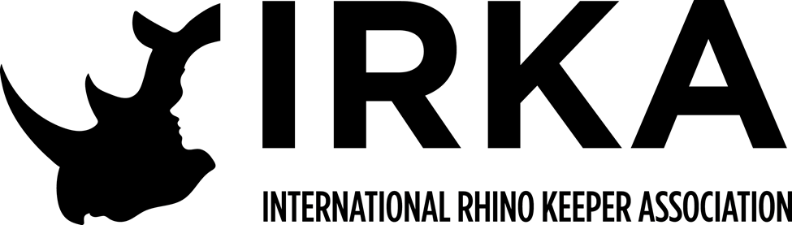 IRKA
INTERNATIONAL RHINO KEEPER ASSOCIATION